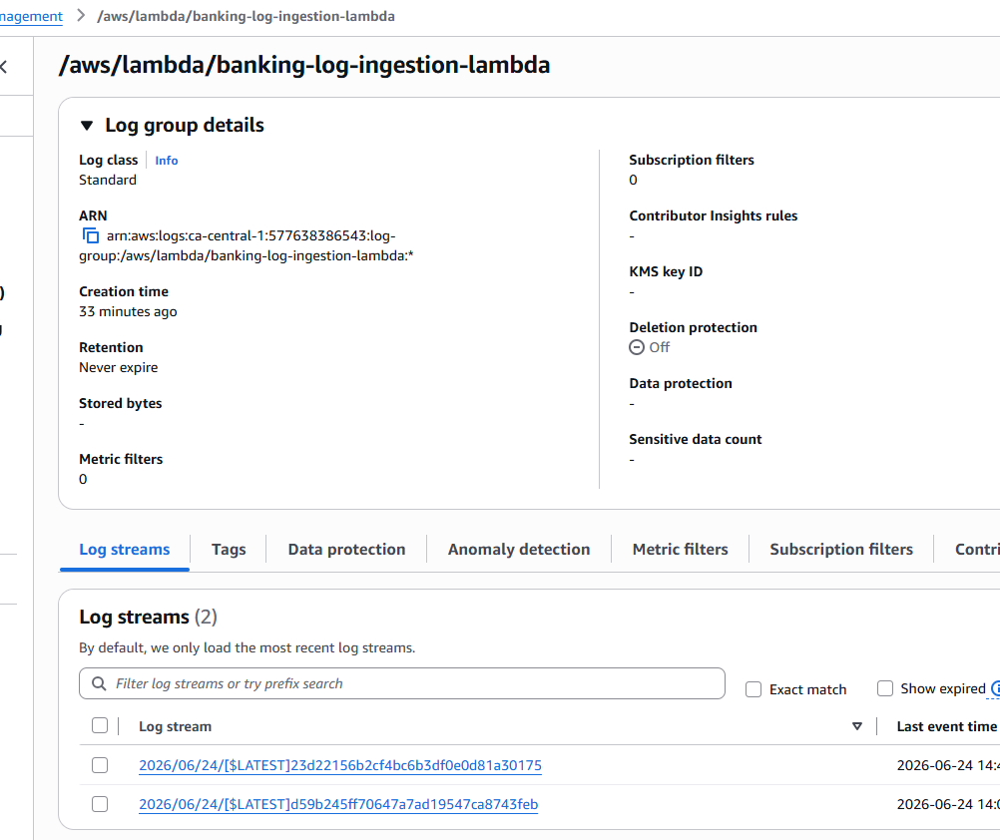 nagement > /aws/lambda/banking-log-ingestion-lambda
/aws/lambda/banking-log-ingestion-lambda
Log group details
Log class Info
Standard
ARN
arn:aws:logs:ca-central-1:577638386543:log-
group:/aws/lambda/banking-log-ingestion-lambda:*
Creation time
33 minutes ago
Retention
Never expire
Stored bytes
-
Metric filters
0
Subscription filters
0
Contributor Insights rules
-
KMS key ID
-
Deletion protection
Off
Data protection
-
Sensitive data count
-
Log streams Tags Data protection Anomaly detection Metric filters Subscription filters Contri
Log streams (2)
By default, we only load the most recent log streams.
Filter log streams or try prefix search
Exact match Show expired
Log stream Last event time
2026/06/24/[$LATEST]23d22156b2cf4bc6b3df0e0d81a30175 2026-06-24 14:4
2026/06/24/[$LATEST]d59b245ff70647a7ad19547ca8743feb 2026-06-24 14:0